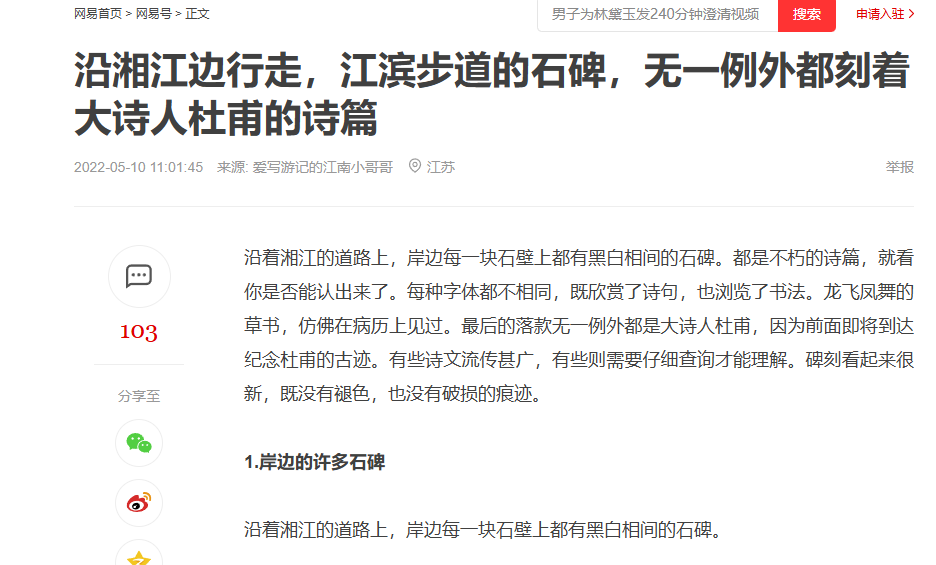 网易首页 > 网易号 > 正文
男子为林黛玉发240分钟澄清视频
搜索
申请入驻
沿湘江边行走，江滨步道的石碑，无一例外都刻着
大诗人杜甫的诗篇
2022-05-10 11:01:45 来源: 爱写游记的江南小哥哥 江苏
举报
103
分享至
沿着湘江的道路上，岸边每一块石壁上都有黑白相间的石碑。都是不朽的诗篇，就看
你是否能认出来了。每种字体都不相同，既欣赏了诗句，也浏览了书法。龙飞凤舞的
草书，仿佛在病历上见过。最后的落款无一例外都是大诗人杜甫，因为前面即将到达
纪念杜甫的古迹。有些诗文流传甚广，有些则需要仔细查询才能理解。碑刻看起来很
新，既没有褪色，也没有破损的痕迹。
1.岸边的许多石碑
沿着湘江的道路上，岸边每一块石壁上都有黑白相间的石碑。